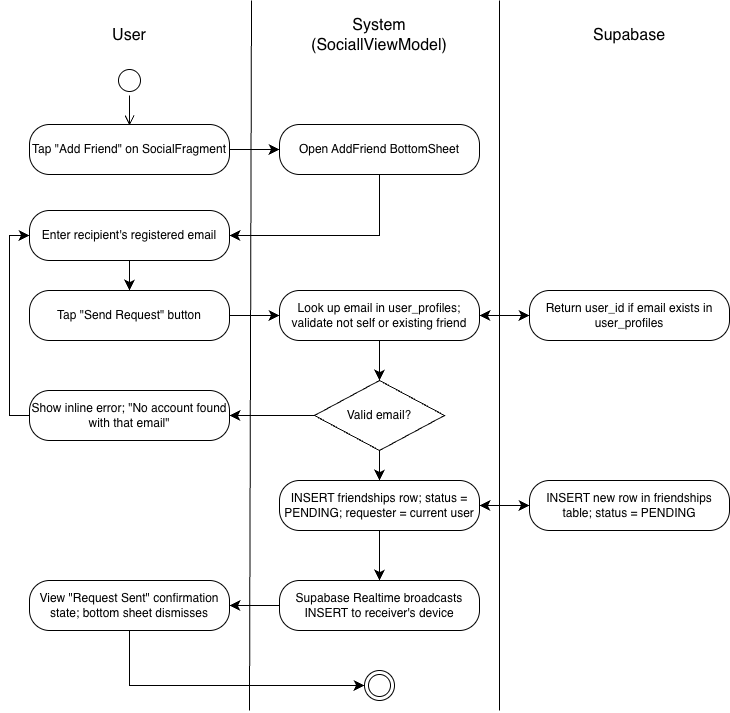 User
System
(SociallViewModel)
Supabase
Tap "Add Friend" on SocialFragment
Open AddFriend BottomSheet
Enter recipient's registered email
Tap "Send Request" button
Look up email in user_profiles;
validate not self or existing friend
Return user_id if email exists in
user_profiles
Show inline error; "No account found
with that email"
Valid email?
INSERT friendships row; status =
PENDING; requester = current user
INSERT new row in friendships
table; status = PENDING
View "Request Sent" confirmation
state; bottom sheet dismisses
Supabase Realtime broadcasts
INSERT to receiver's device